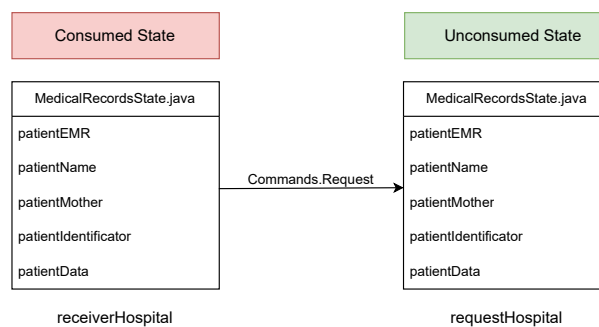 Consumed State
Unconsumed State
MedicalRecordsState.java
patientEMR
patientName
patientMother
patientIdentificator
patientData
receiverHospital
Commands.Request
MedicalRecordsState.java
patientEMR
patientName
patientMother
patientIdentificator
patientData
requestHospital